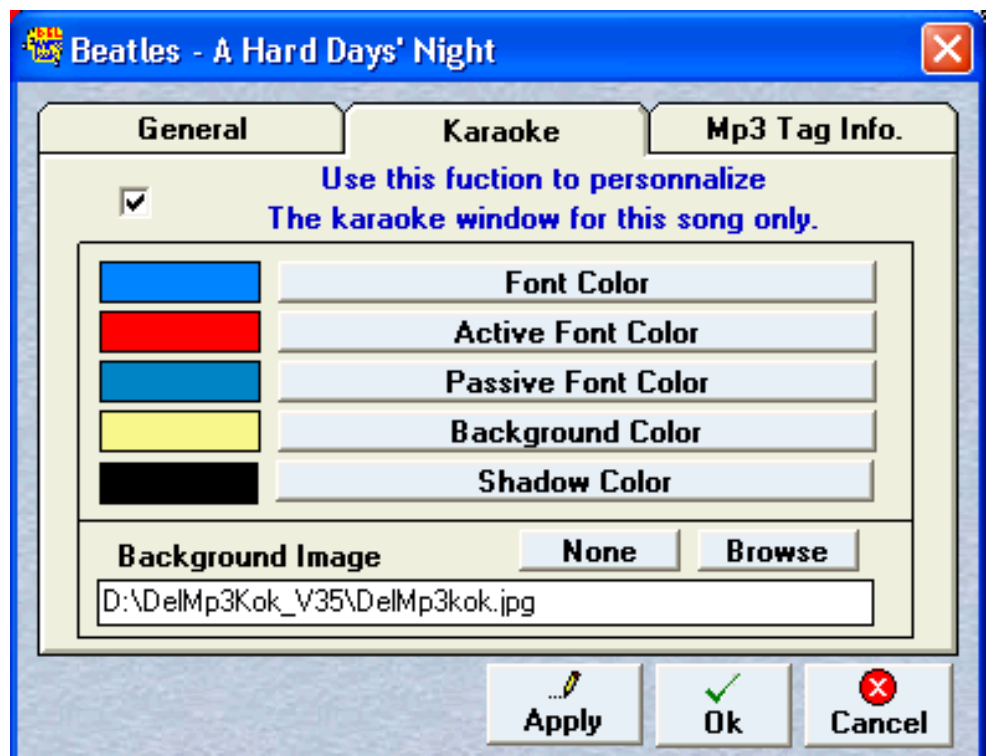 Beatles - A Hard Days' Night
General
Karaoke
Mp3 Tag Info.
Use this fuction to personnalize
The karaoke window for this song only.
Font Color
Active Font Color
Passive Font Color
Background Color
Shadow Color
Background Image
None
Browse
D:\DelMp3Kok_V35\DelMp3kok.jpg
...
Apply
Ok
Cancel